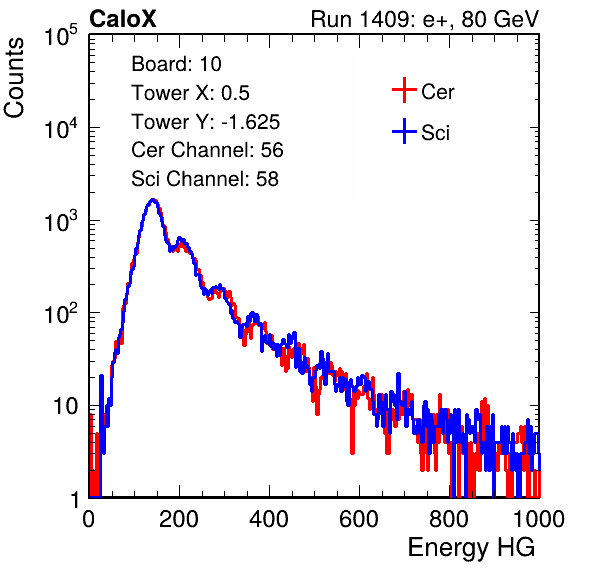 CaloX Run 1409: e+, 80 GeV
Counts
Board: 10
Tower X: 0.5
Tower Y: -1.625
Cer Channel: 56
Sci Channel: 58
Cer
Sci
10^5
10^4
10^3
10^2
10
1
0 200 400 600 800 1000
Energy HG